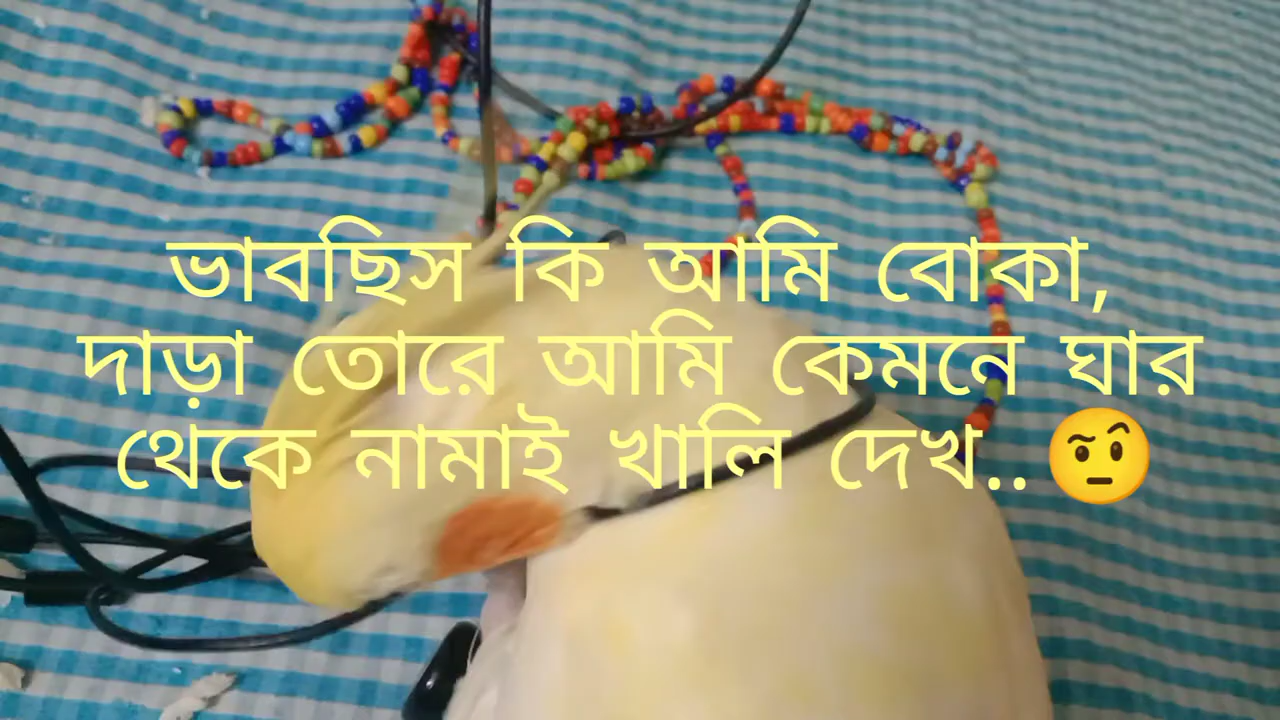 ভাবছিস কি আমি বোকা,
দাড়া তোরে আমি কেমনে ঘার
থেকে নামাই খালি দেখ..🤨